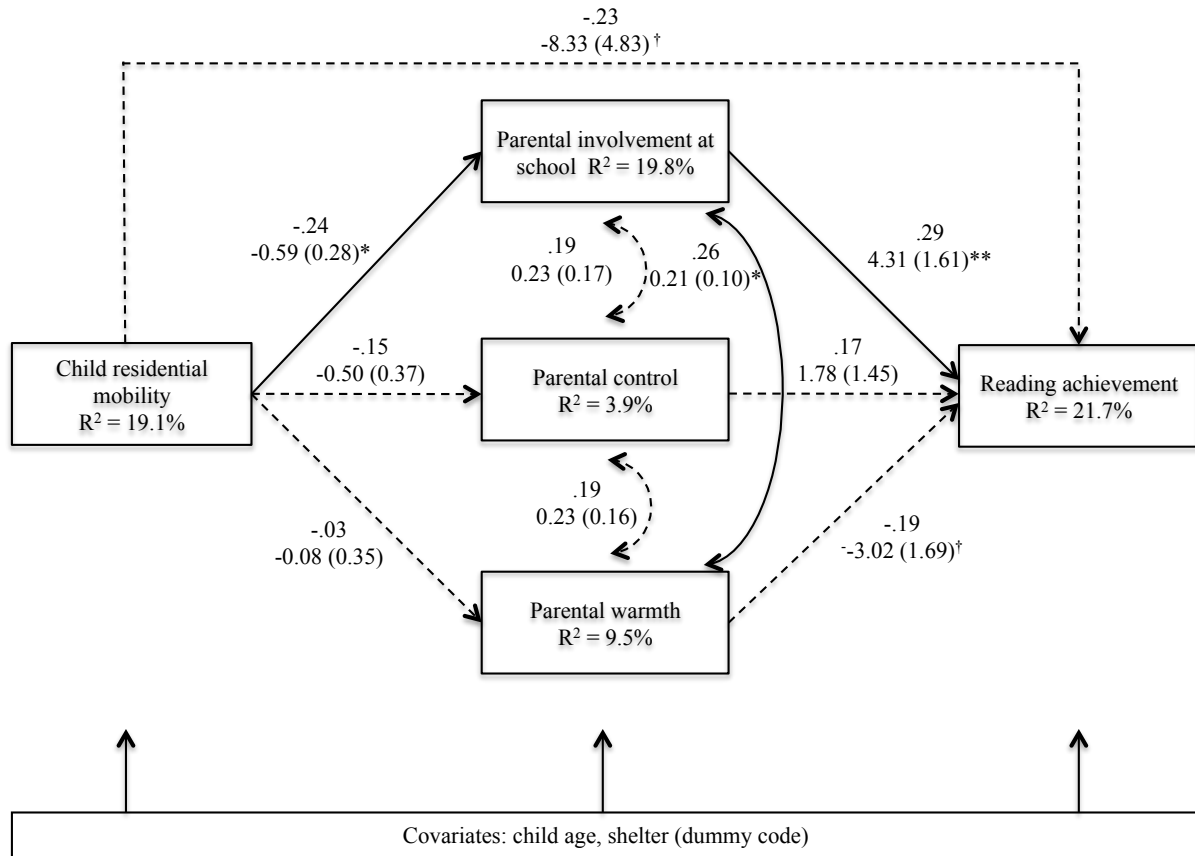 -.23
-8.33 (4.83) †
Parental involvement at
school R² = 19.8%
-.24
-0.59 (0.28)*
.19
0.23 (0.17)
.26
0.21 (0.10)*
.29
4.31 (1.61)**
Child residential
mobility
R² = 19.1%
-.15
-0.50 (0.37)
Parental control
R² = 3.9%
.17
1.78 (1.45)
Reading achievement
R² = 21.7%
-.03
-0.08 (0.35)
.19
0.23 (0.16)
-.19
--3.02 (1.69)†
Parental warmth
R² = 9.5%
Covariates: child age, shelter (dummy code)